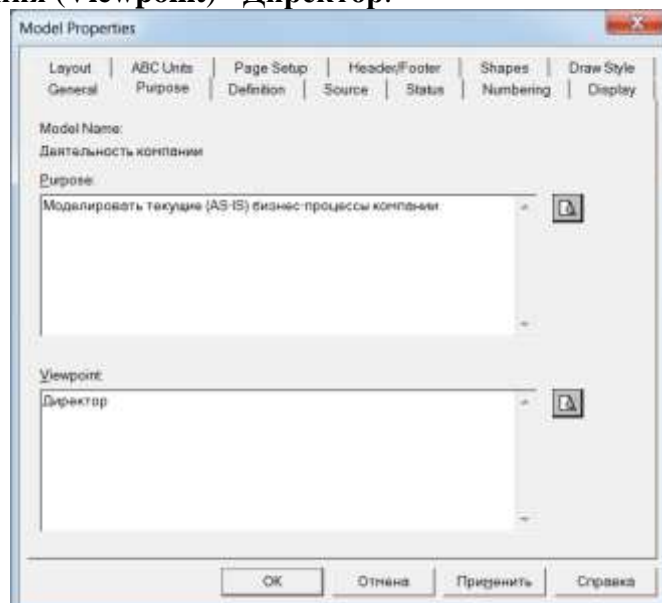 ния (Viewpoint) - Директор.
Model Properties
Layout ABC Units Page Setup Header/Footer Shapes Draw Style
General Purpose Definition Source Status Numbering Display
Model Name:
Деятельность компании
Purpose:
Моделировать текущие (AS-IS) бизнес-процессы компании
Viewpoint:
Директор
OK Отмена Применить Справка